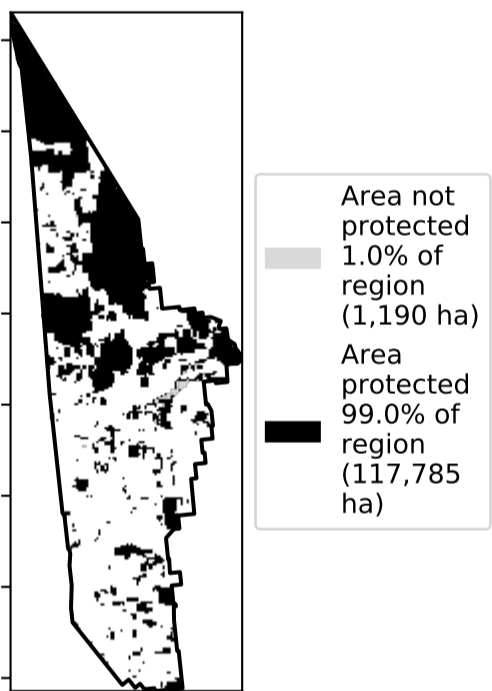 Area not
protected
1.0% of
region
(1,190 ha)
Area
protected
99.0% of
region
(117,785
ha)